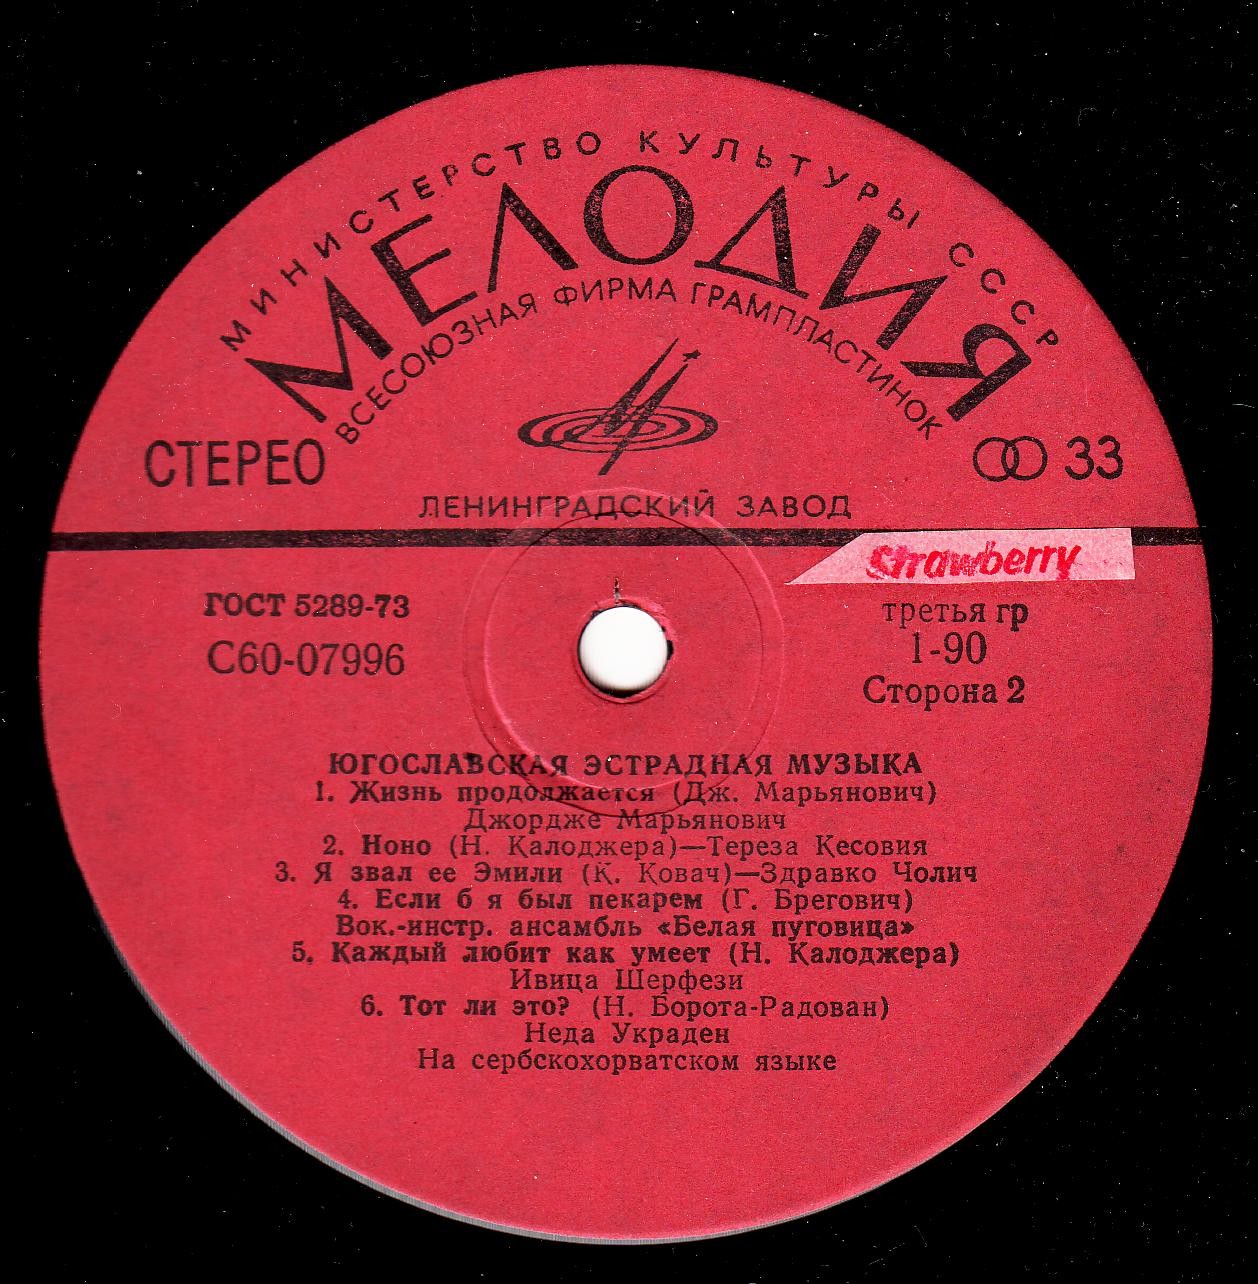 МИНИСТЕРСТВО КУЛЬТУРЫ СССР
МЕЛОДИЯ
ВСЕСОЮЗНАЯ ФИРМА ГРАМПЛАСТИНОК
СТЕРЕО
33
ЛЕНИНГРАДСКИЙ ЗАВОД
strawberry
ГОСТ 5289-73
третья гр
С60-07996
1-90
Сторона 2
ЮГОСЛАВСКАЯ ЭСТРАДНАЯ МУЗЫКА
1. Жизнь продолжается (Дж. Марьянович)
Джордже Марьянович
2. Ноно (Н. Калоджера)—Тереза Кесовия
3. Я звал ее Эмили (К. Ковач)—Здравко Чолич
4. Если б я был пекарем (Г. Брегович)
Вок.-инстр. ансамбль «Белая пуговица»
5. Каждый любит как умеет (Н. Калоджера)
Ивица Шерфези
6. Тот ли это? (Н. Борота-Радован)
Неда Украден
На сербскохорватском языке